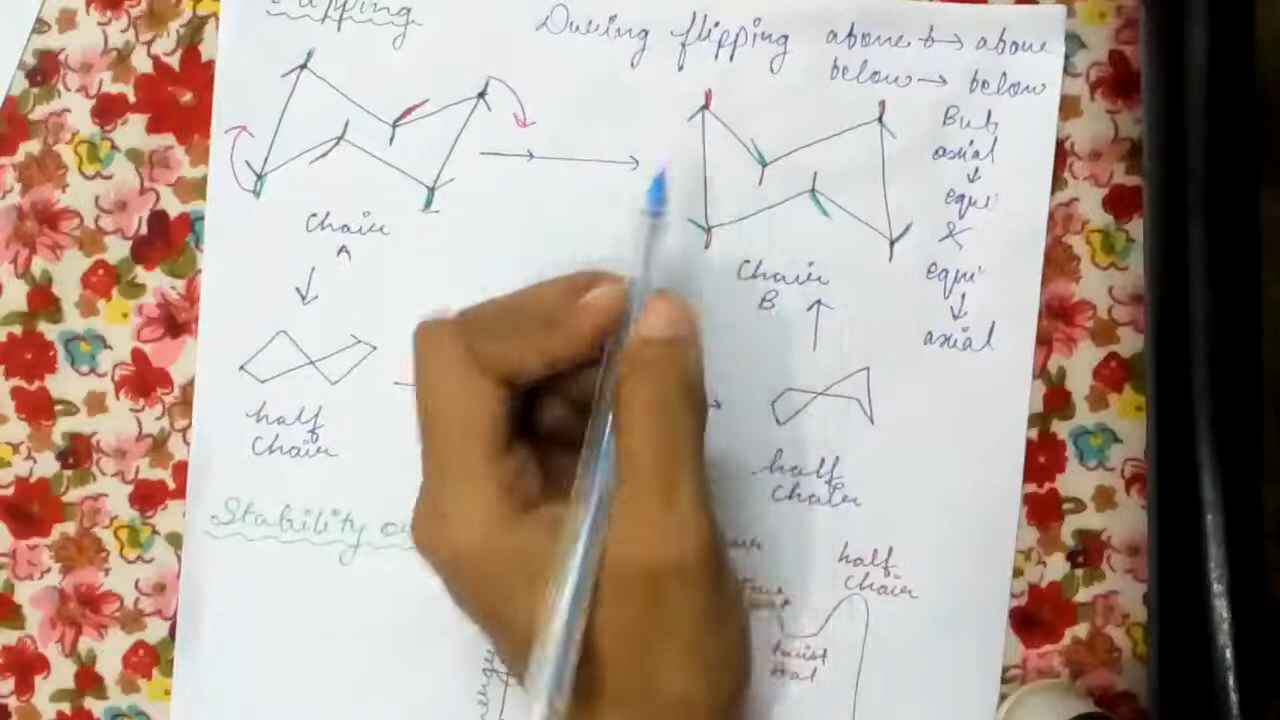 During flipping above → above
below → below
But
axial
↓
equi
&
equi
↓
axial
Chair
A
Chair
B
half
Chair
half
Chair
Stability
half
Chair
twist